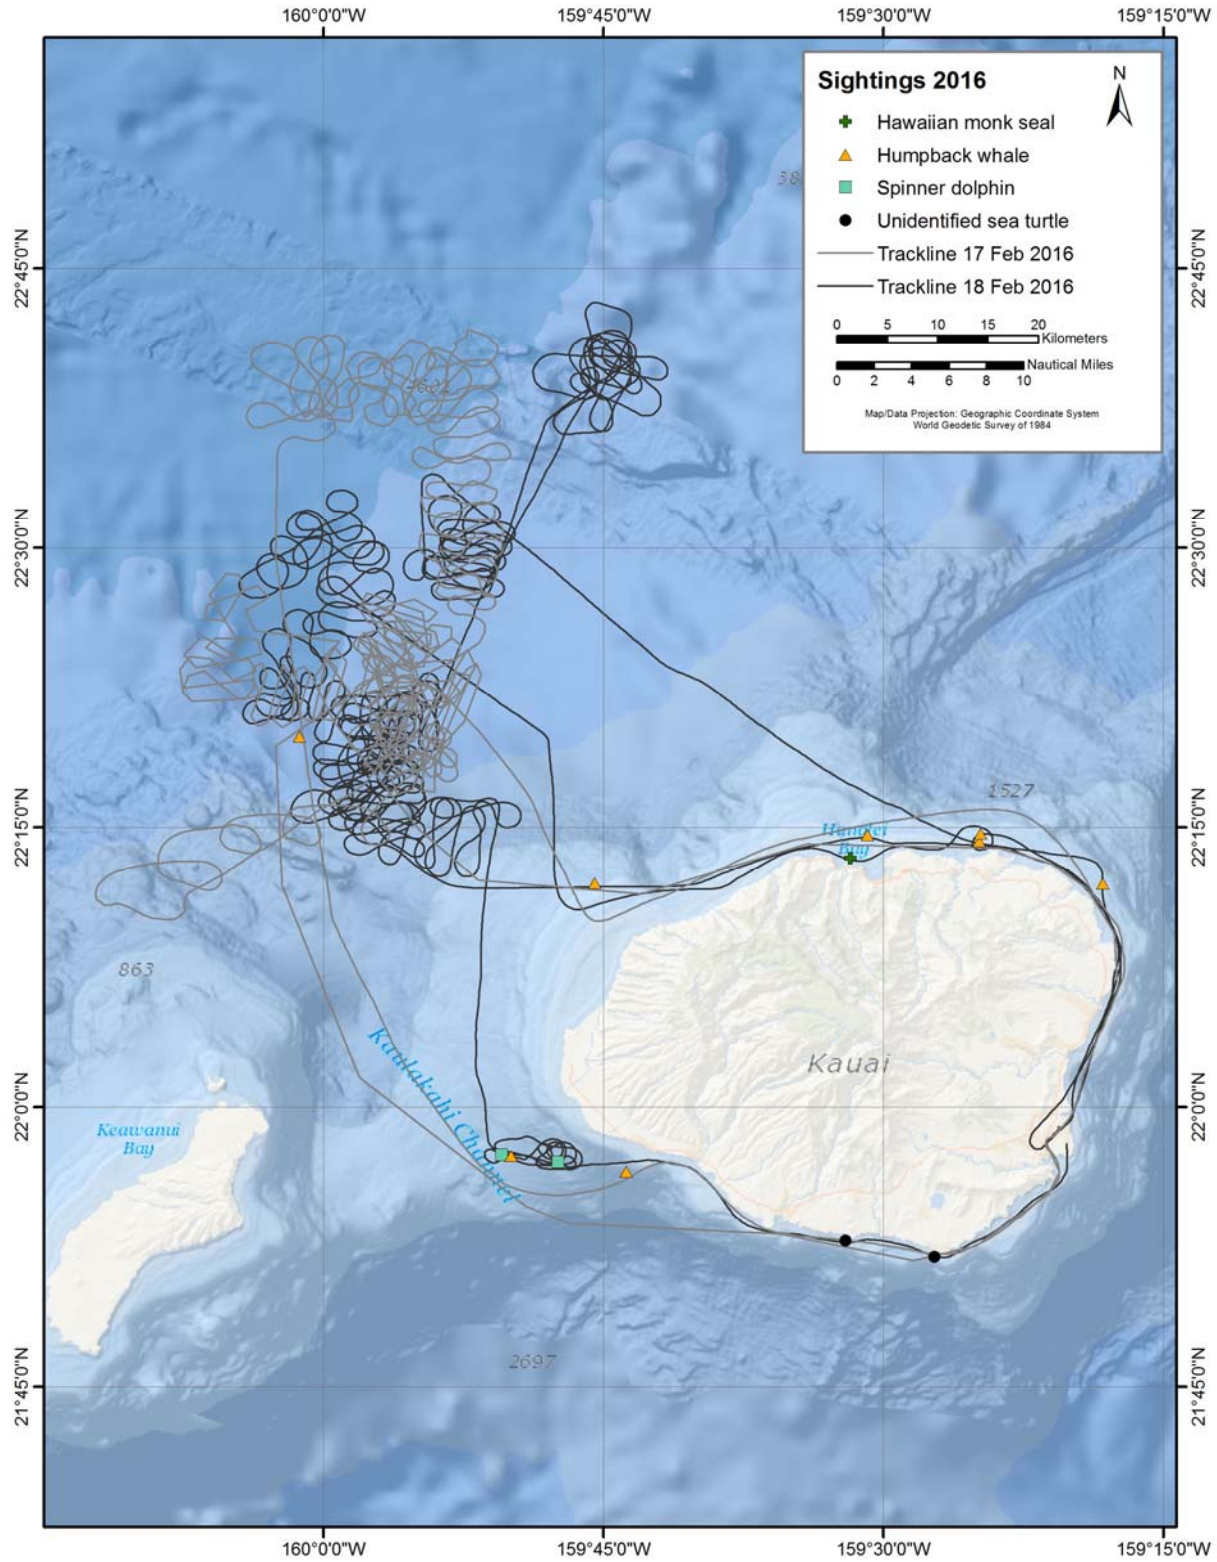 160°0'0"W
159°45'0"W
159°30'0"W
159°15'0"W
Sightings 2016
N
Hawaiian monk seal
Humpback whale
Spinner dolphin
Unidentified sea turtle
Trackline 17 Feb 2016
Trackline 18 Feb 2016
0 5 10 15 20
Kilometers
Nautical Miles
0 2 4 6 8 10
Map/Data Projection: Geographic Coordinate System
World Geodetic Survey of 1984
22°45'0"N
22°45'0"N
22°30'0"N
22°30'0"N
1527
22°15'0"N
22°15'0"N
Bay
863
Kaulakahi Channel
Kauai
22°0'0"N
22°0'0"N
Keawanui
Bay
2697
21°45'0"N
21°45'0"N
160°0'0"W
159°45'0"W
159°30'0"W
159°15'0"W